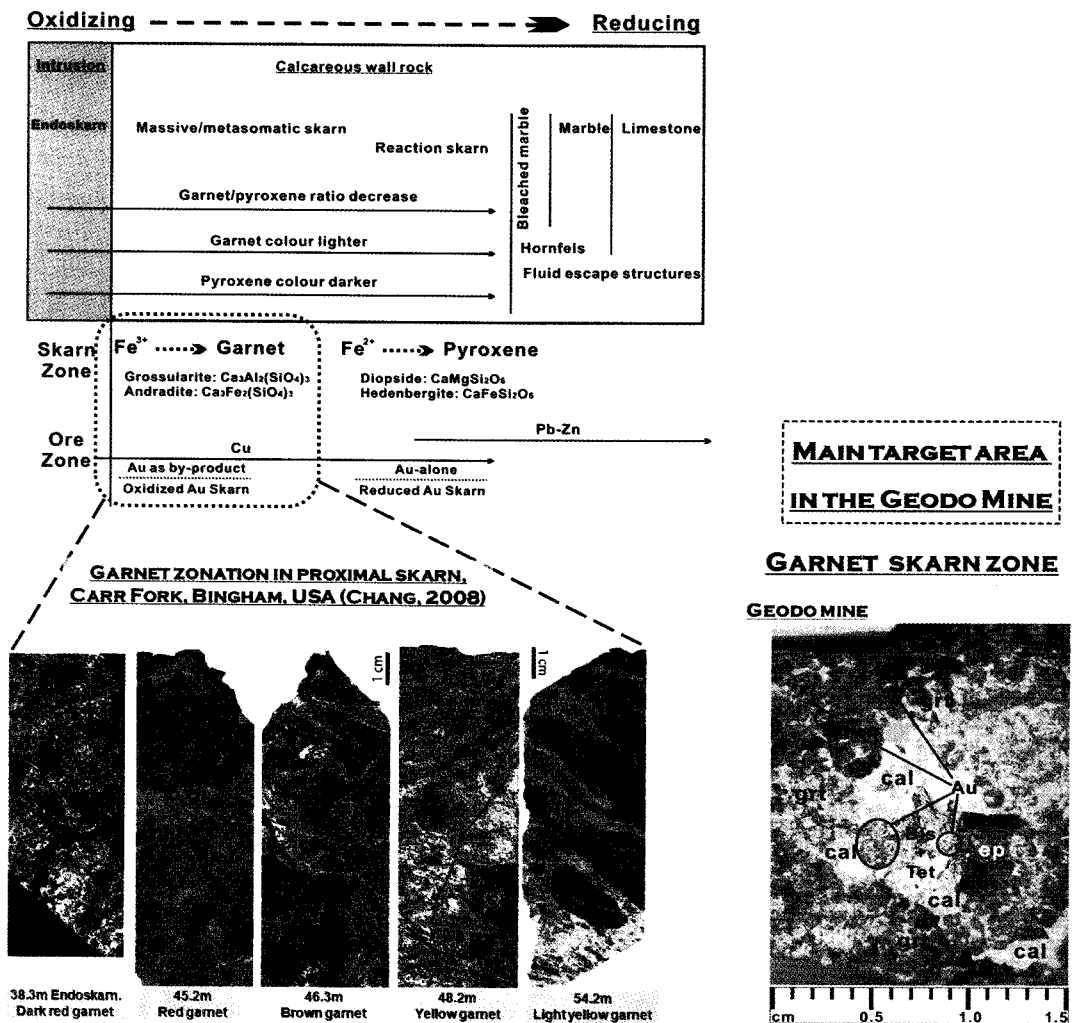 Oxidizing Reducing
Intrusion
Calcareous wall rock
Endoskarn
Massive/metasomatic skarn
Reaction skarn
Bleached marble
Marble
Limestone
Garnet/pyroxene ratio decrease
Garnet colour lighter
Hornfels
Pyroxene colour darker
Fluid escape structures
Skarn
Zone
Fe³⁺ Garnet
Fe²⁺ Pyroxene
Grossularite: Ca₃Al₂(SiO₄)₃
Andradite: Ca₃Fe₂(SiO₄)₃
Diopside: CaMgSi₂O₆
Hedenbergite: CaFeSi₂O₆
Ore
Zone
Cu
Pb-Zn
Au as by-product
Oxidized Au Skarn
Au-alone
Reduced Au Skarn
MAIN TARGET AREA
IN THE GEODO MINE
GARNET SKARN ZONE
GEODO MINE
GARNET ZONATION IN PROXIMAL SKARN,
CARR FORK, BINGHAM, USA (CHANG, 2008)
1 cm
1 cm
38.3m Endoskarn.
Dark red garnet
45.2m
Red garnet
46.3m
Brown garnet
48.2m
Yellow garnet
54.2m
Light yellow garnet
cal
Au
grt
cal
ep
Tet
cal
grt
cal
cm 0.5 1.0 1.5